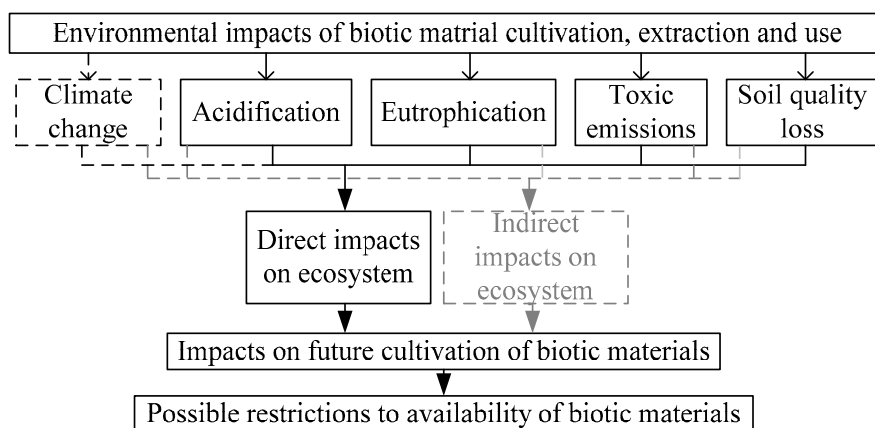 Environmental impacts of biotic matrial cultivation, extraction and use
Climate
change
Acidification
Eutrophication
Toxic
emissions
Soil quality
loss
Direct impacts
on ecosystem
Indirect
impacts on
ecosystem
Impacts on future cultivation of biotic materials
Possible restrictions to availability of biotic materials